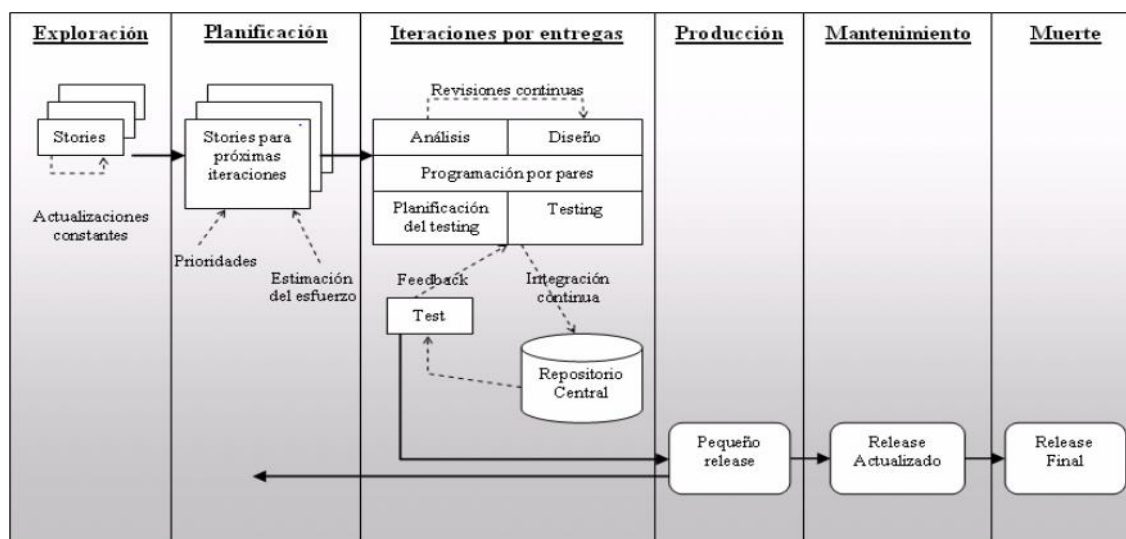 Exploración
Planificación
Iteraciones por entregas
Producción
Mantenimiento
Muerte
Stories
Actualizaciones
constantes
Stories para
próximas
iteraciones
Prioridades
Estimación
del esfuerzo
Revisiones continuas
Análisis
Diseño
Programación por pares
Planificación
del testing
Testing
Feedback
Integración
continua
Test
Repositorio
Central
Pequeño
release
Release
Actualizado
Release
Final